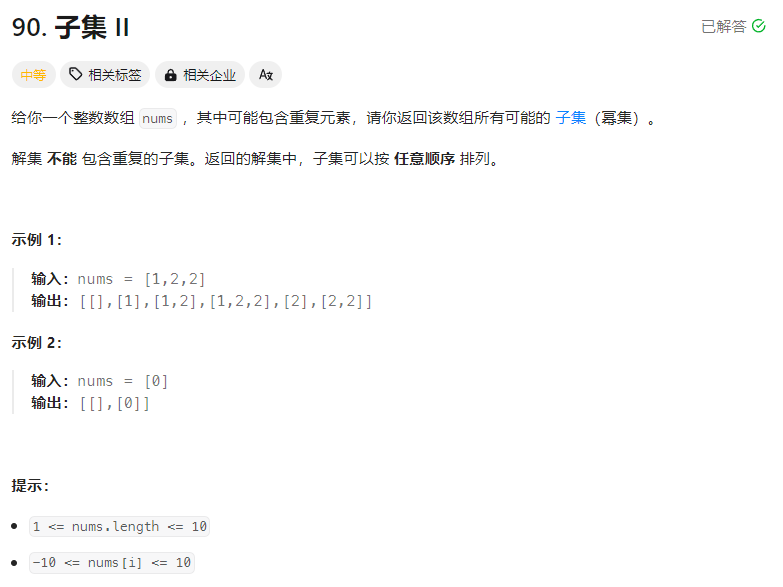 90. 子集 II
已解答
中等 相关标签 相关企业 Aあ
给你一个整数数组 nums ，其中可能包含重复元素，请你返回该数组所有可能的 子集（幂集）。
解集 不能 包含重复的子集。返回的解集中，子集可以按 任意顺序 排列。
示例 1：
输入：nums = [1,2,2]
输出：[[],[1],[1,2],[1,2,2],[2],[2,2]]
示例 2：
输入：nums = [0]
输出：[[],[0]]
提示：
1 <= nums.length <= 10
-10 <= nums[i] <= 10